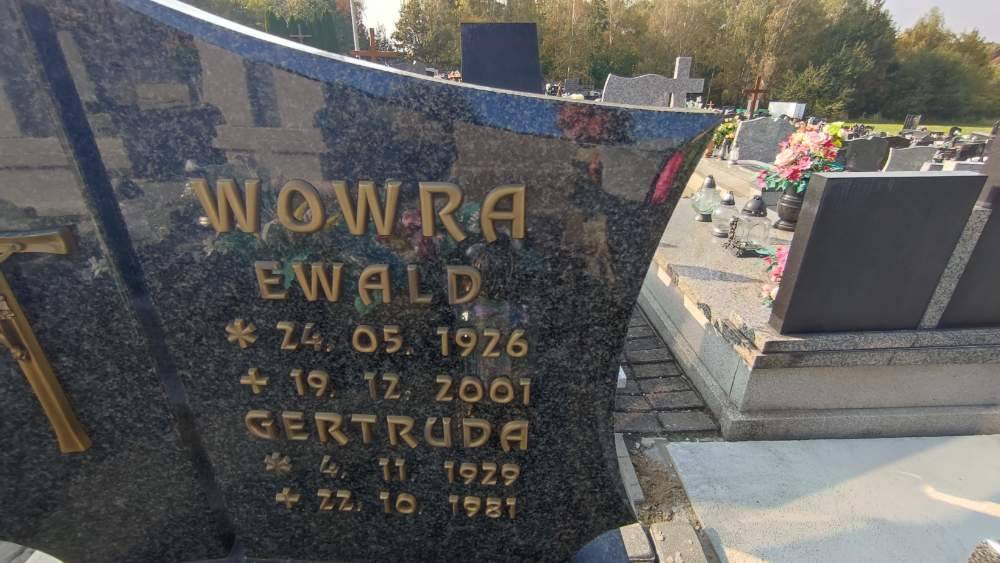 WOWRA
EWALD
* 24. 05. 1926
+ 19. 12. 2001
GERTRUDA
* 4. 11. 1929
+ 22. 10. 1981